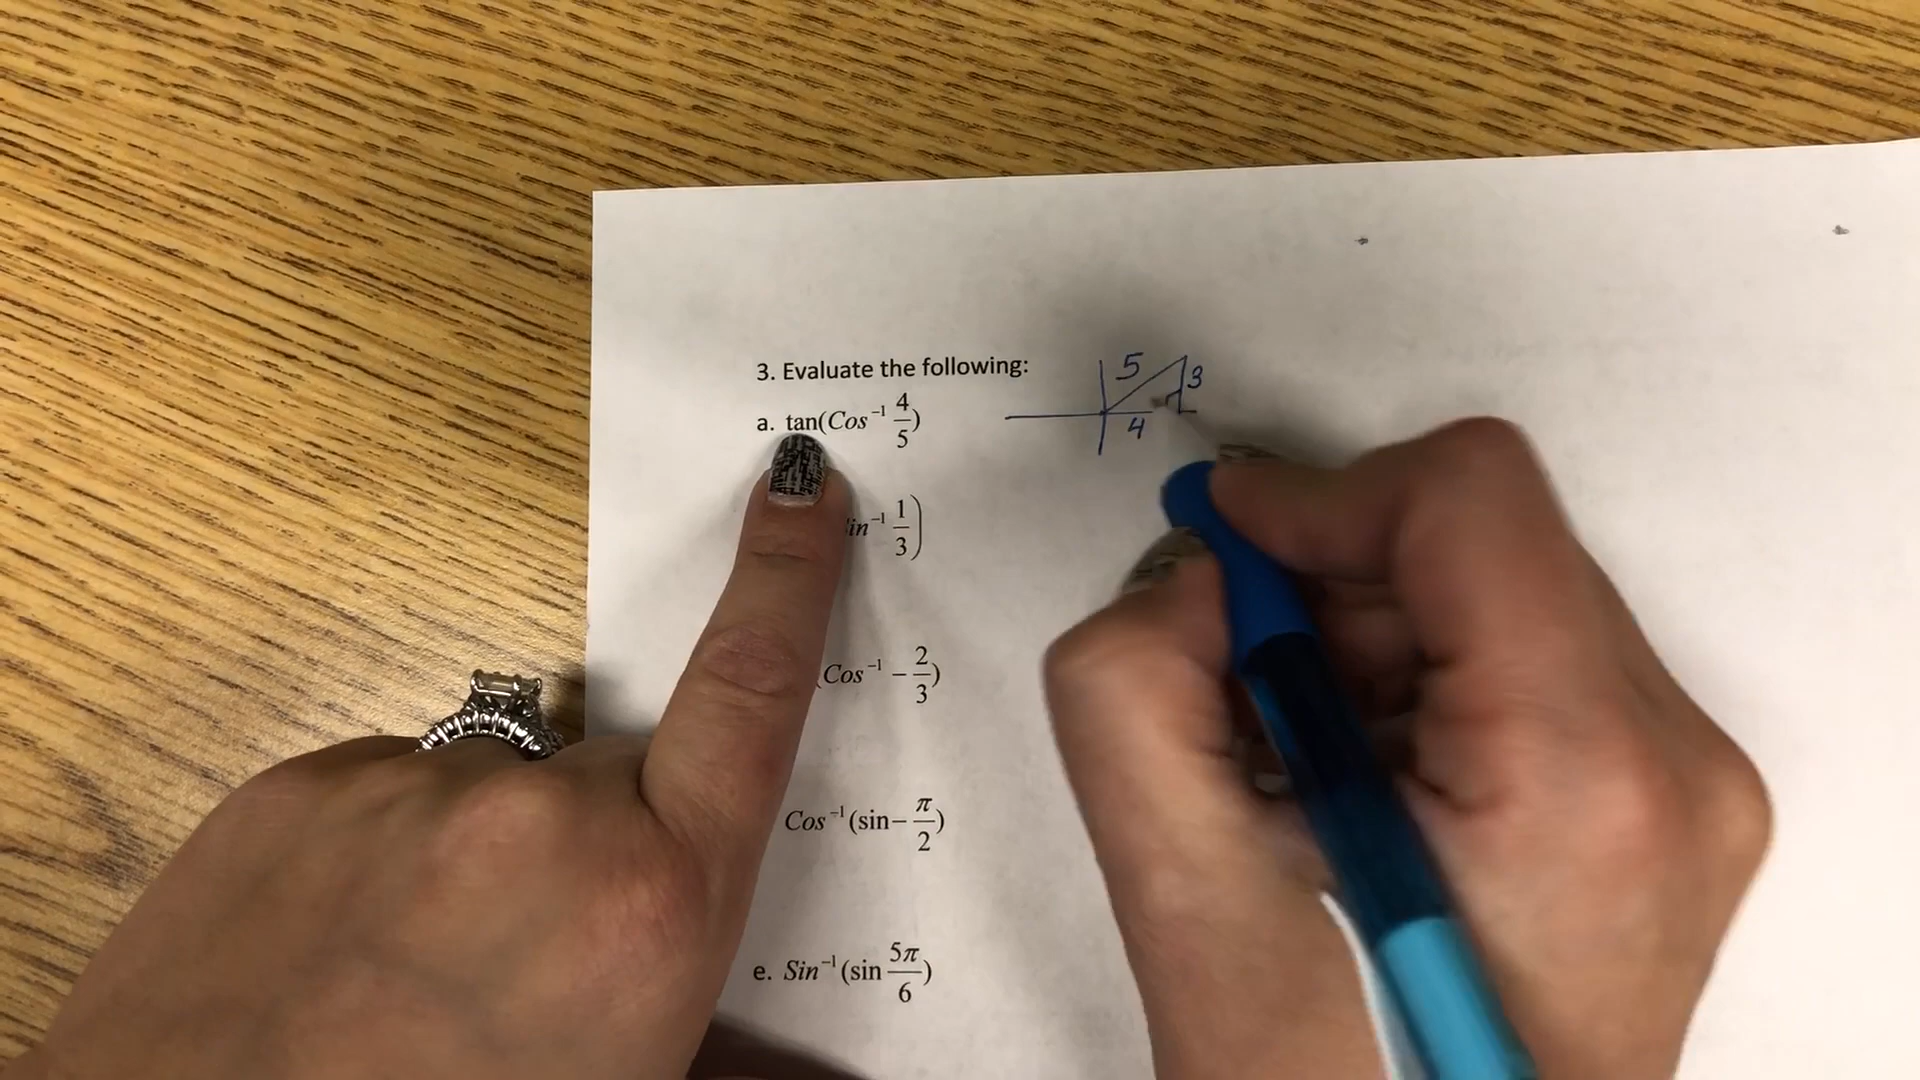 3. Evaluate the following:
a. tan(Cos⁻¹ 4/5)
5
3
4
in⁻¹ 1/3)
(Cos⁻¹ − 2/3)
Cos⁻¹(sin− π/2)
e. Sin⁻¹(sin 5π/6)